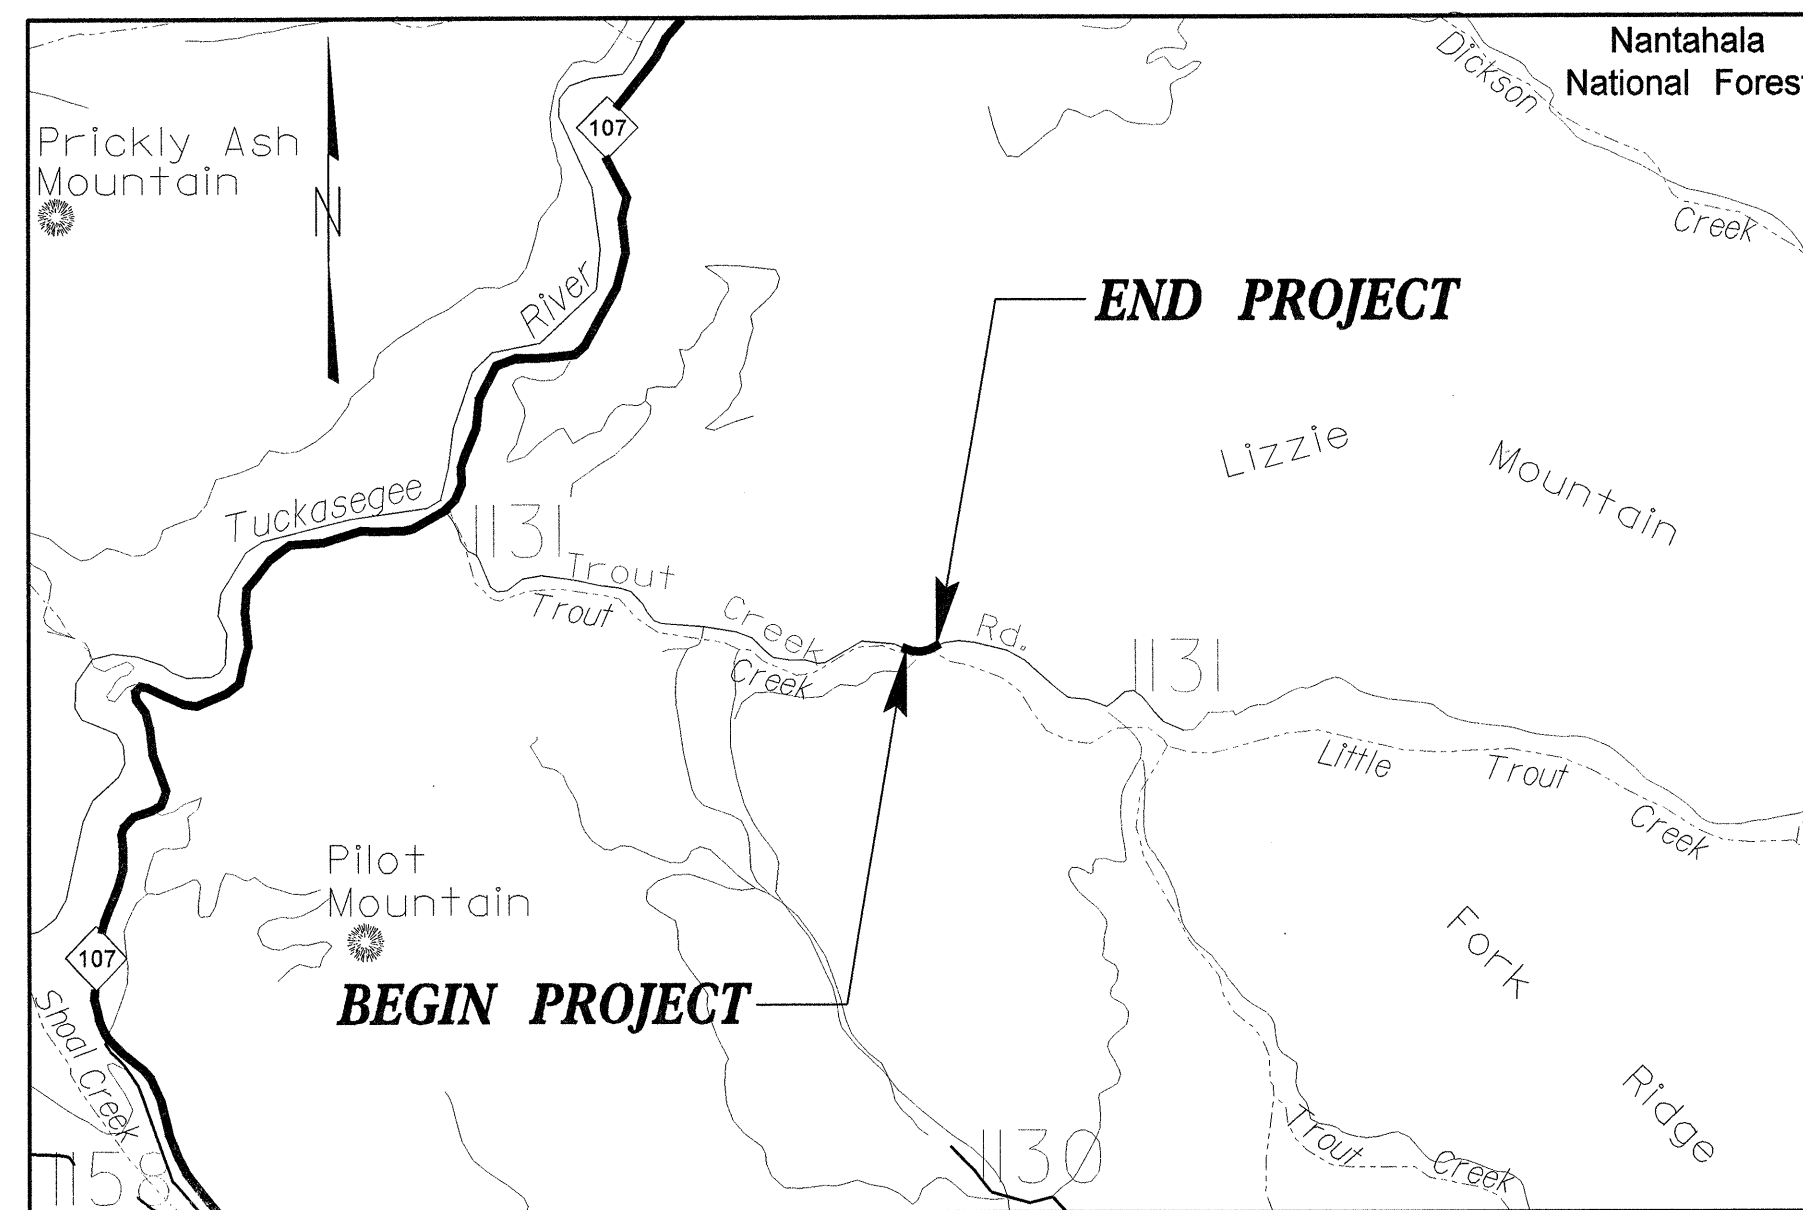 Nantahala
National Forest
Dickson
Creek
107
Prickly Ash
Mountain
N
River
END PROJECT
Lizzie
Mountain
Tuckasegee
1131
Trout
Trout
Creek
Rd.
Creek
1131
Little
Trout
Creek
Pilot
Mountain
Fork
107
BEGIN PROJECT
Shoal Creek
Ridge
Trout
Creek
1130
1158